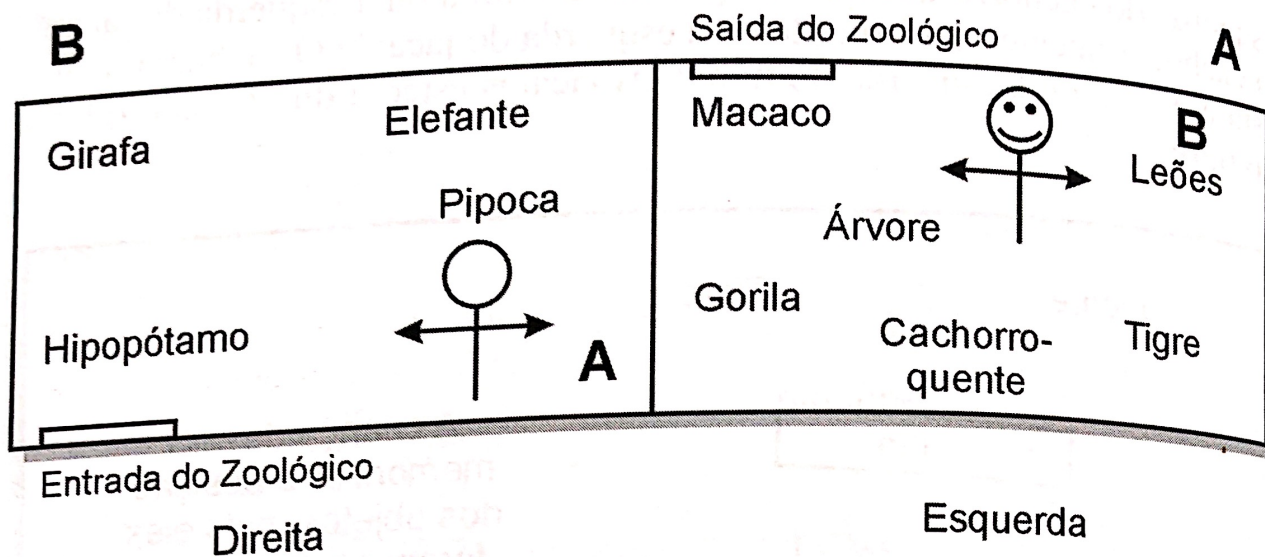 B
Saída do Zoológico
A
Girafa
Elefante
Macaco
B
Leões
Pipoca
Árvore
Hipopótamo
A
Gorila
Cachorro-
quente
Tigre
Entrada do Zoológico
Direita
Esquerda